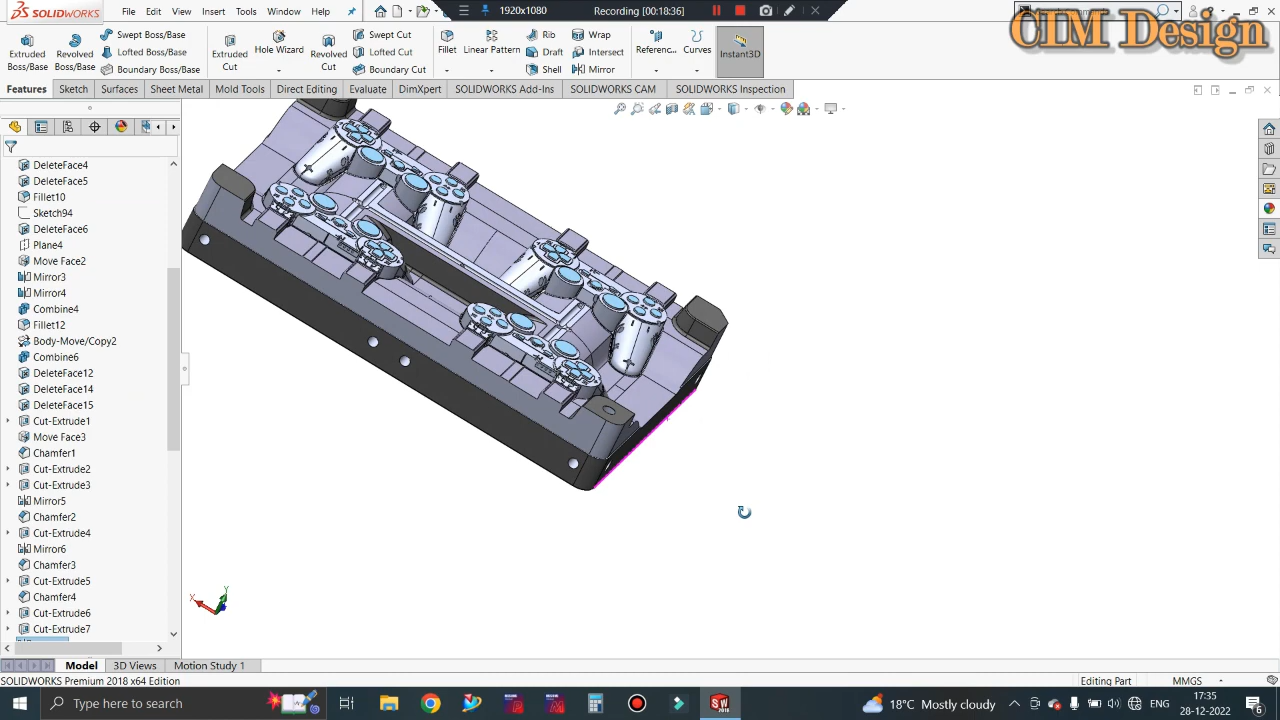 SOLIDWORKS
File Edit View Insert Tools Window Help
1920x1080 Recording [00:18:36]
CIM Design
Extruded Boss/Base
Revolved Boss/Base
Swept Boss/Base
Lofted Boss/Base
Boundary Boss/Base
Extruded Cut
Hole Wizard
Revolved Cut
Swept Cut
Lofted Cut
Boundary Cut
Fillet
Linear Pattern
Rib
Draft
Shell
Wrap
Intersect
Mirror
Referenc...
Curves
Instant3D
Features Sketch Surfaces Sheet Metal Mold Tools Direct Editing Evaluate DimXpert SOLIDWORKS Add-Ins SOLIDWORKS CAM SOLIDWORKS Inspection
DeleteFace4
DeleteFace5
Fillet10
Sketch94
DeleteFace6
Plane4
Move Face2
Mirror3
Mirror4
Combine4
Fillet12
Body-Move/Copy2
Combine6
DeleteFace12
DeleteFace14
DeleteFace15
Cut-Extrude1
Move Face3
Chamfer1
Cut-Extrude2
Cut-Extrude3
Mirror5
Chamfer2
Cut-Extrude4
Mirror6
Chamfer3
Cut-Extrude5
Chamfer4
Cut-Extrude6
Cut-Extrude7
Y
X
Model 3D Views Motion Study 1
SOLIDWORKS Premium 2018 x64 Edition Editing Part MMGS
Type here to search
18°C Mostly cloudy
ENG
17:35
28-12-2022
6